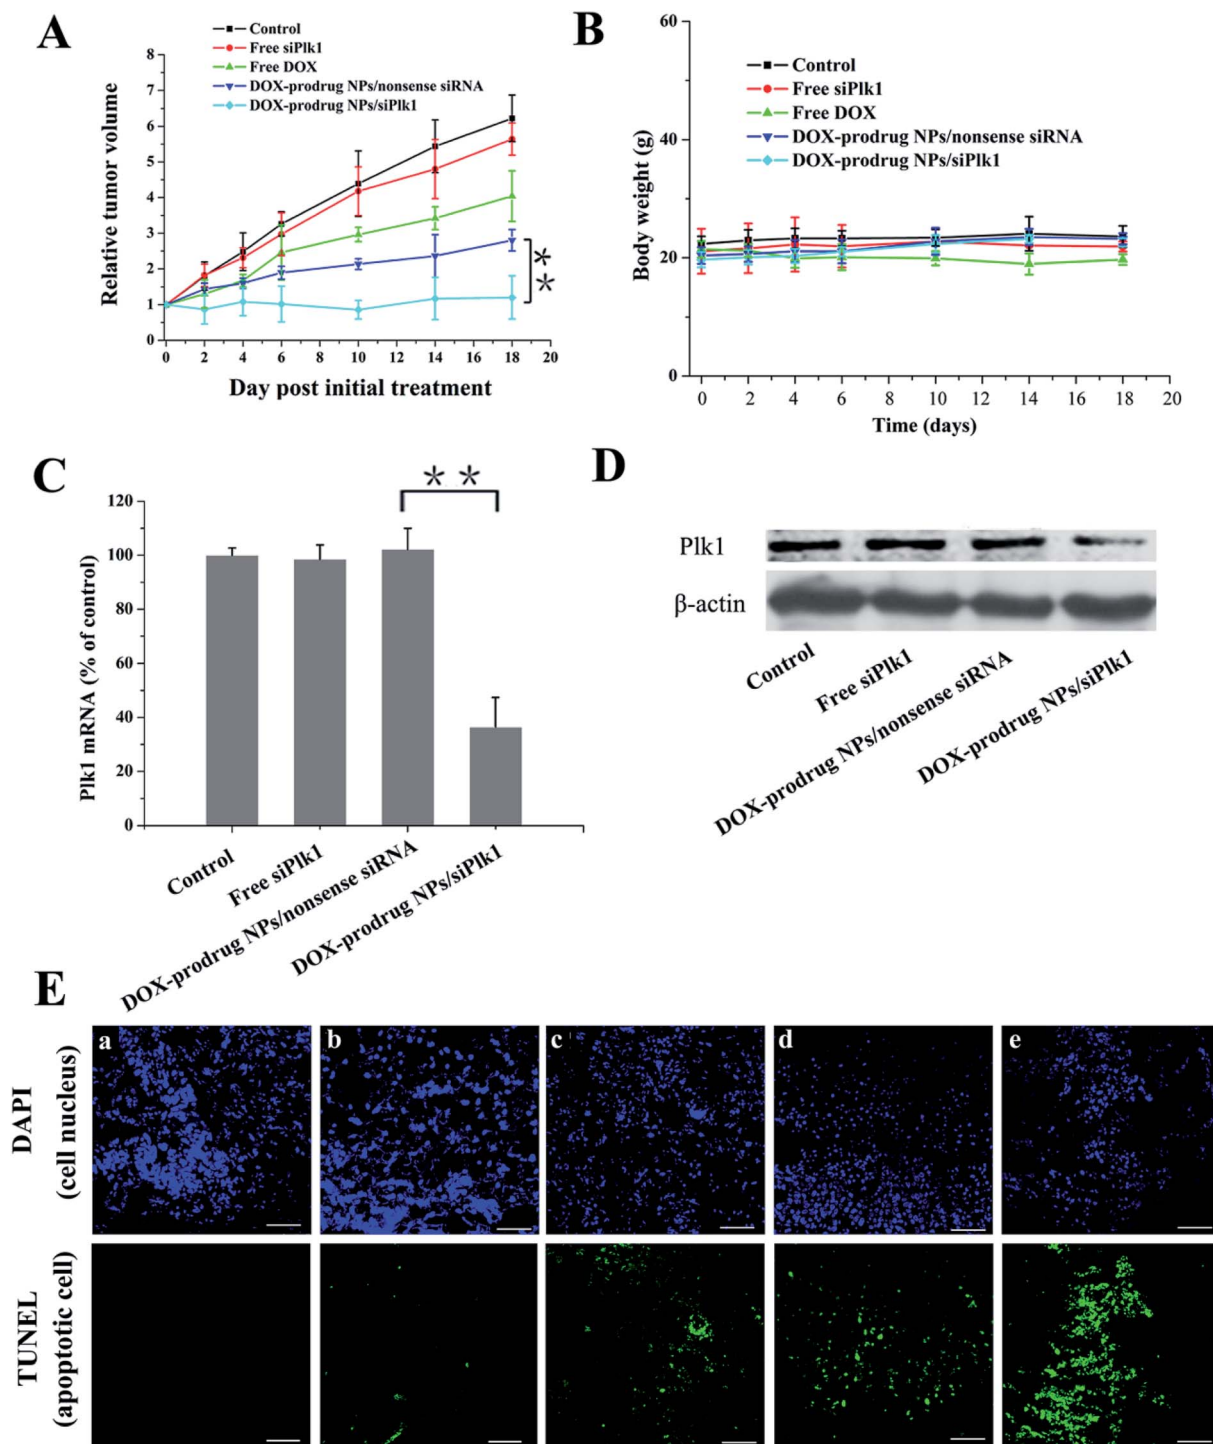 A
Control
Free siPlk1
Free DOX
DOX-prodrug NPs/nonsense siRNA
DOX-prodrug NPs/siPlk1
Relative tumor volume
8
7
6
5
4
3
2
1
0
0 2 4 6 8 10 12 14 16 18 20
Day post initial treatment
**
B
Control
Free siPlk1
Free DOX
DOX-prodrug NPs/nonsense siRNA
DOX-prodrug NPs/siPlk1
Body weight (g)
60
40
20
0
0 2 4 6 8 10 12 14 16 18 20
Time (days)
C
**
Plk1 mRNA (% of control)
120
100
80
60
40
20
0
Control
Free siPlk1
DOX-prodrug NPs/nonsense siRNA
DOX-prodrug NPs/siPlk1
D
Plk1
β-actin
Control
Free siPlk1
DOX-prodrug NPs/nonsense siRNA
DOX-prodrug NPs/siPlk1
E
DAPI
(cell nucleus)
a b c d e
TUNEL
(apoptotic cell)